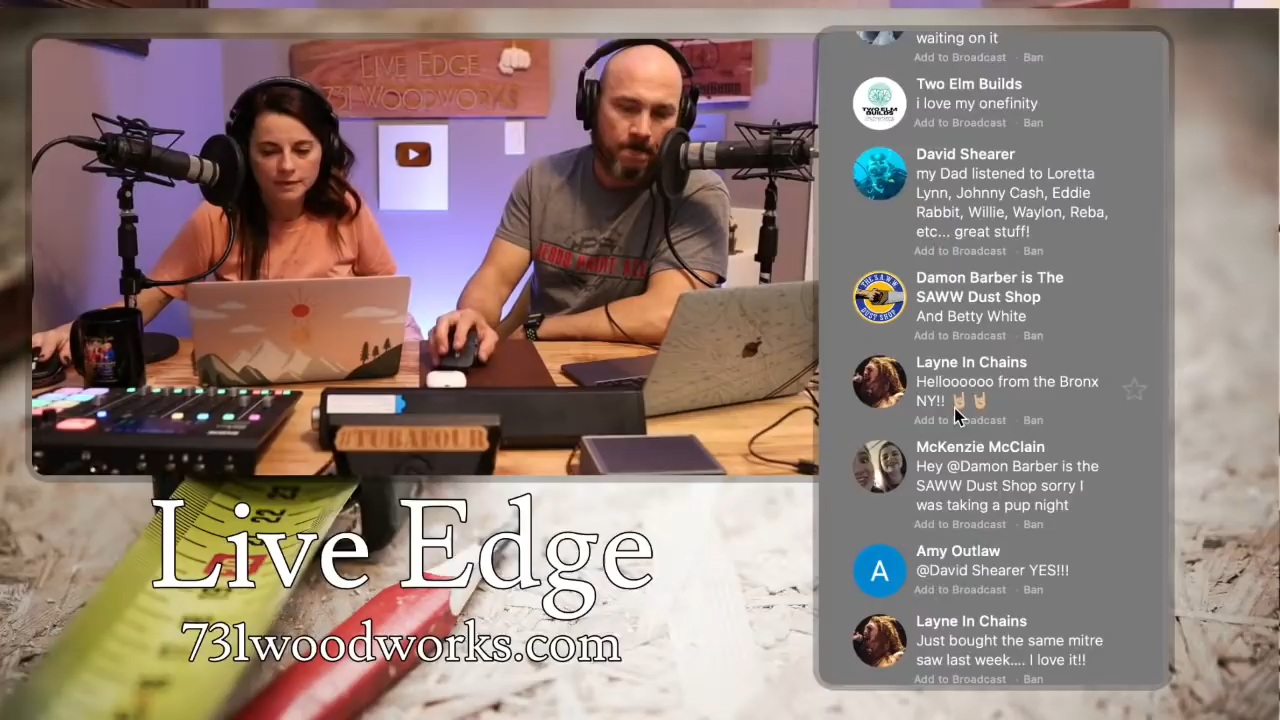 LIVE EDGE
731 WOODWORKS
#TUBAFOUR
Live Edge
731woodworks.com
waiting on it
Add to Broadcast · Ban
Two Elm Builds
i love my onefinity
Add to Broadcast · Ban
David Shearer
my Dad listened to Loretta
Lynn, Johnny Cash, Eddie
Rabbit, Willie, Waylon, Reba,
etc... great stuff!
Add to Broadcast · Ban
Damon Barber is The
SAWW Dust Shop
And Betty White
Add to Broadcast · Ban
Layne In Chains
Helloooooo from the Bronx
NY!! 🤘🏼 🤘🏼
Add to Broadcast · Ban
McKenzie McClain
Hey @Damon Barber is the
SAWW Dust Shop sorry I
was taking a pup night
Add to Broadcast · Ban
A
Amy Outlaw
@David Shearer YES!!!
Add to Broadcast · Ban
Layne In Chains
Just bought the same mitre
saw last week.... I love it!!
Add to Broadcast · Ban